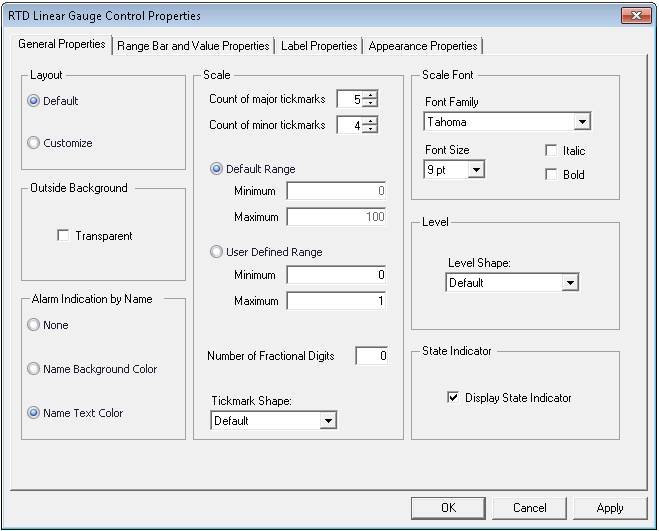 RTD Linear Gauge Control Properties
General Properties
Range Bar and Value Properties
Label Properties
Appearance Properties
Layout
Default
Customize
Outside Background
Transparent
Alarm Indication by Name
None
Name Background Color
Name Text Color
Scale
Count of major tickmarks 5
Count of minor tickmarks 4
Default Range
Minimum 0
Maximum 100
User Defined Range
Minimum 0
Maximum 1
Number of Fractional Digits 0
Tickmark Shape:
Default
Scale Font
Font Family
Tahoma
Font Size
9 pt
Italic
Bold
Level
Level Shape:
Default
State Indicator
Display State Indicator
OK
Cancel
Apply